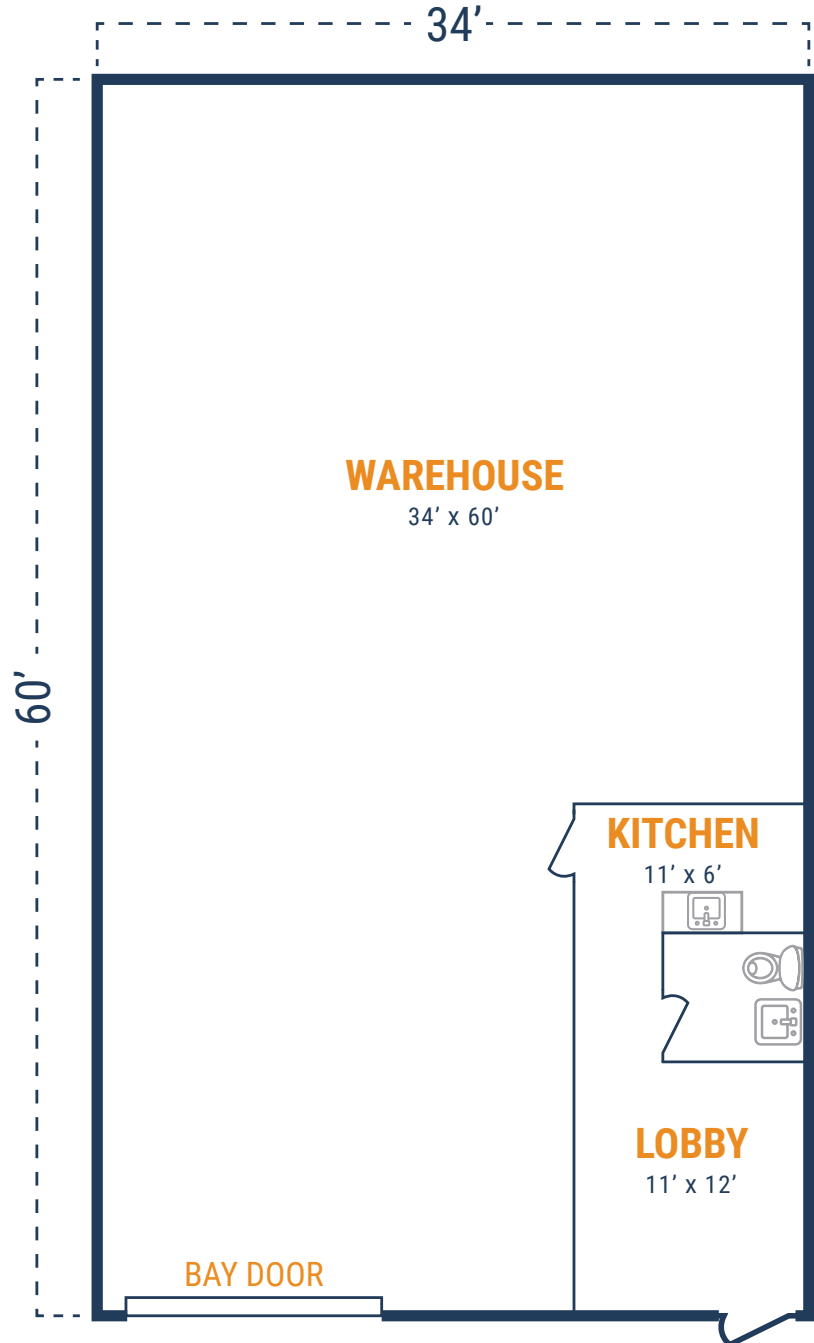 34’
WAREHOUSE
34’ x 60’
60’
KITCHEN
11’ x 6’
LOBBY
11’ x 12’
BAY DOOR